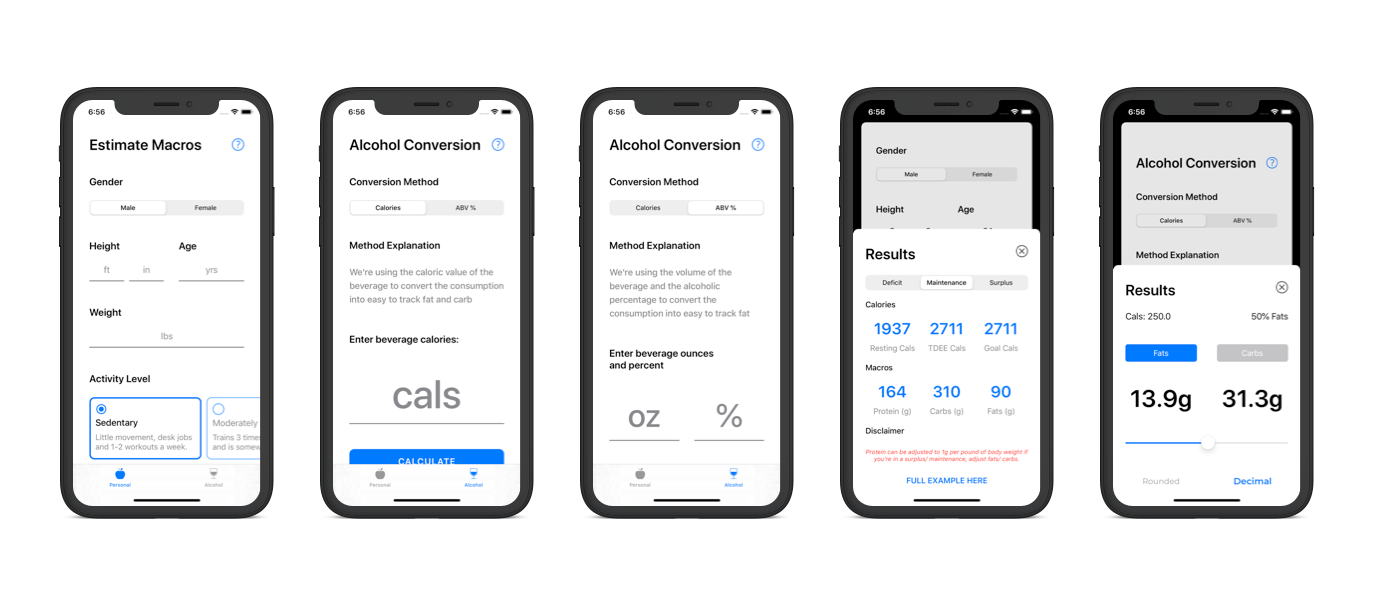 6:56
Estimate Macros
?
Gender
Male Female
Height Age
ft in yrs
Weight
lbs
Activity Level
Sedentary
Little movement, desk jobs
and 1-2 workouts a week.
Moderately
Trains 3 times
and is somew
Personal Alcohol
6:56
Alcohol Conversion
?
Conversion Method
Calories ABV %
Method Explanation
We're using the caloric value of the
beverage to convert the consumption
into easy to track fat and carb
Enter beverage calories:
cals
CALCULATE
Personal Alcohol
6:56
Alcohol Conversion
?
Conversion Method
Calories ABV %
Method Explanation
We're using the volume of the
beverage and the alcoholic
percentage to convert the
consumption into easy to track fat
Enter beverage ounces
and percent
oz %
Personal Alcohol
6:56
Gender
Male Female
Height Age
Results
Deficit Maintenance Surplus
Calories
1937 2711 2711
Resting Cals TDEE Cals Goal Cals
Macros
164 310 90
Protein (g) Carbs (g) Fats (g)
Disclaimer
Protein can be adjusted to 1g per pound of body weight if
you're in a surplus/ maintenance, adjust fats/ carbs.
FULL EXAMPLE HERE
6:56
Alcohol Conversion
?
Conversion Method
Calories ABV %
Method Explanation
Results
Cals: 250.0 50% Fats
Fats Carbs
13.9g 31.3g
Rounded Decimal